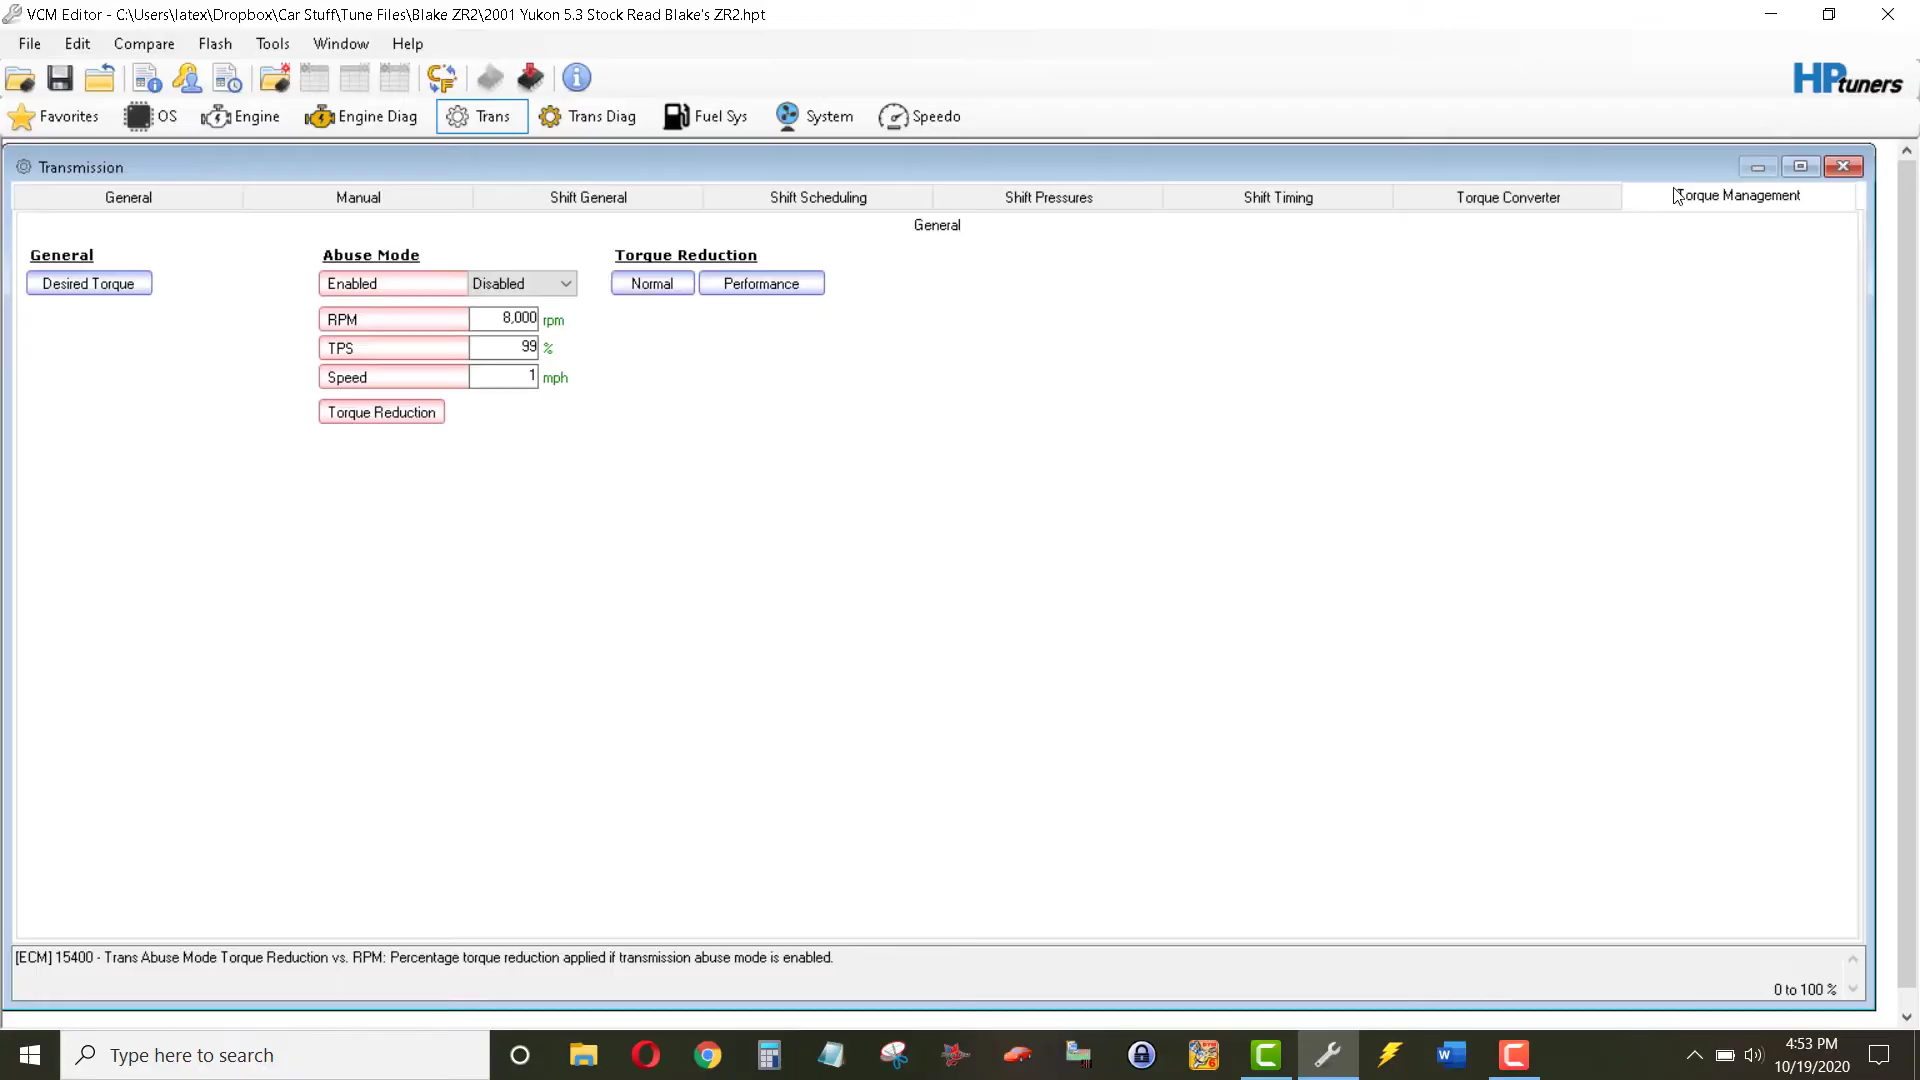 VCM Editor - C:\Users\latex\Dropbox\Car Stuff\Tune Files\Blake ZR2\2001 Yukon 5.3 Stock Read Blake's ZR2.hpt
File Edit Compare Flash Tools Window Help
HPtuners
Favorites OS Engine Engine Diag Trans Trans Diag Fuel Sys System Speedo
Transmission
General Manual Shift General Shift Scheduling Shift Pressures Shift Timing Torque Converter Torque Management
General
General Abuse Mode Torque Reduction
Desired Torque Enabled Disabled Normal Performance
RPM 8,000 rpm
TPS 99 %
Speed 1 mph
Torque Reduction
[ECM] 15400 - Trans Abuse Mode Torque Reduction vs. RPM: Percentage torque reduction applied if transmission abuse mode is enabled.
0 to 100 %
Type here to search
4:53 PM
10/19/2020